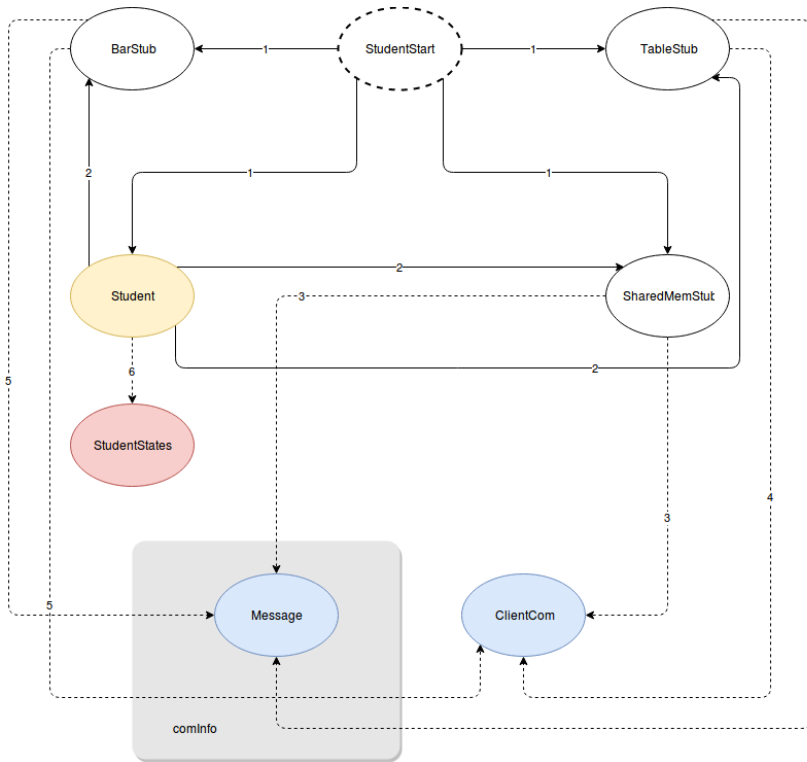 BarStub
1
StudentStart
1
TableStub
2
1
1
Student
2
SharedMemStub
3
5
6
2
StudentStates
4
3
5
Message
ClientCom
comInfo